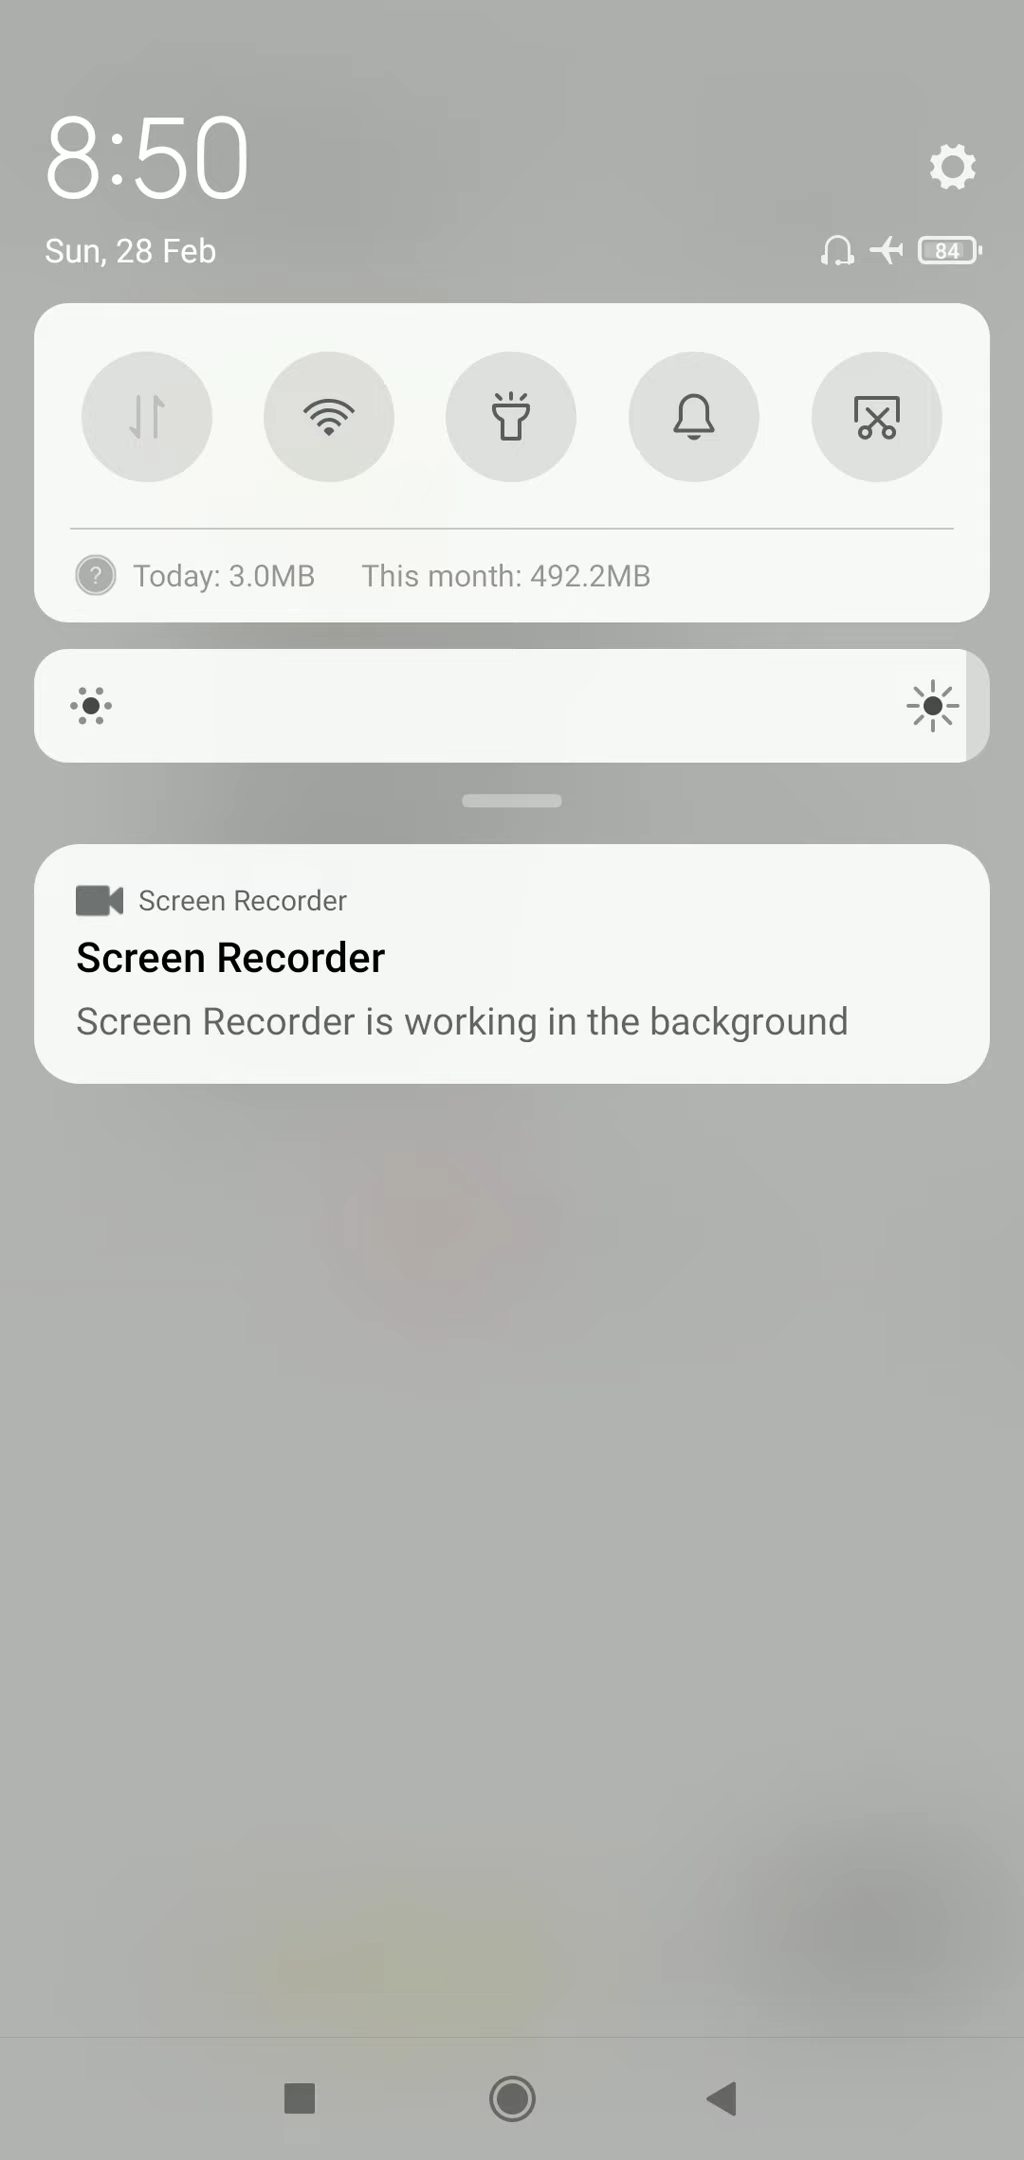 8:50
Sun, 28 Feb
84
? Today: 3.0MB This month: 492.2MB
Screen Recorder
Screen Recorder
Screen Recorder is working in the background